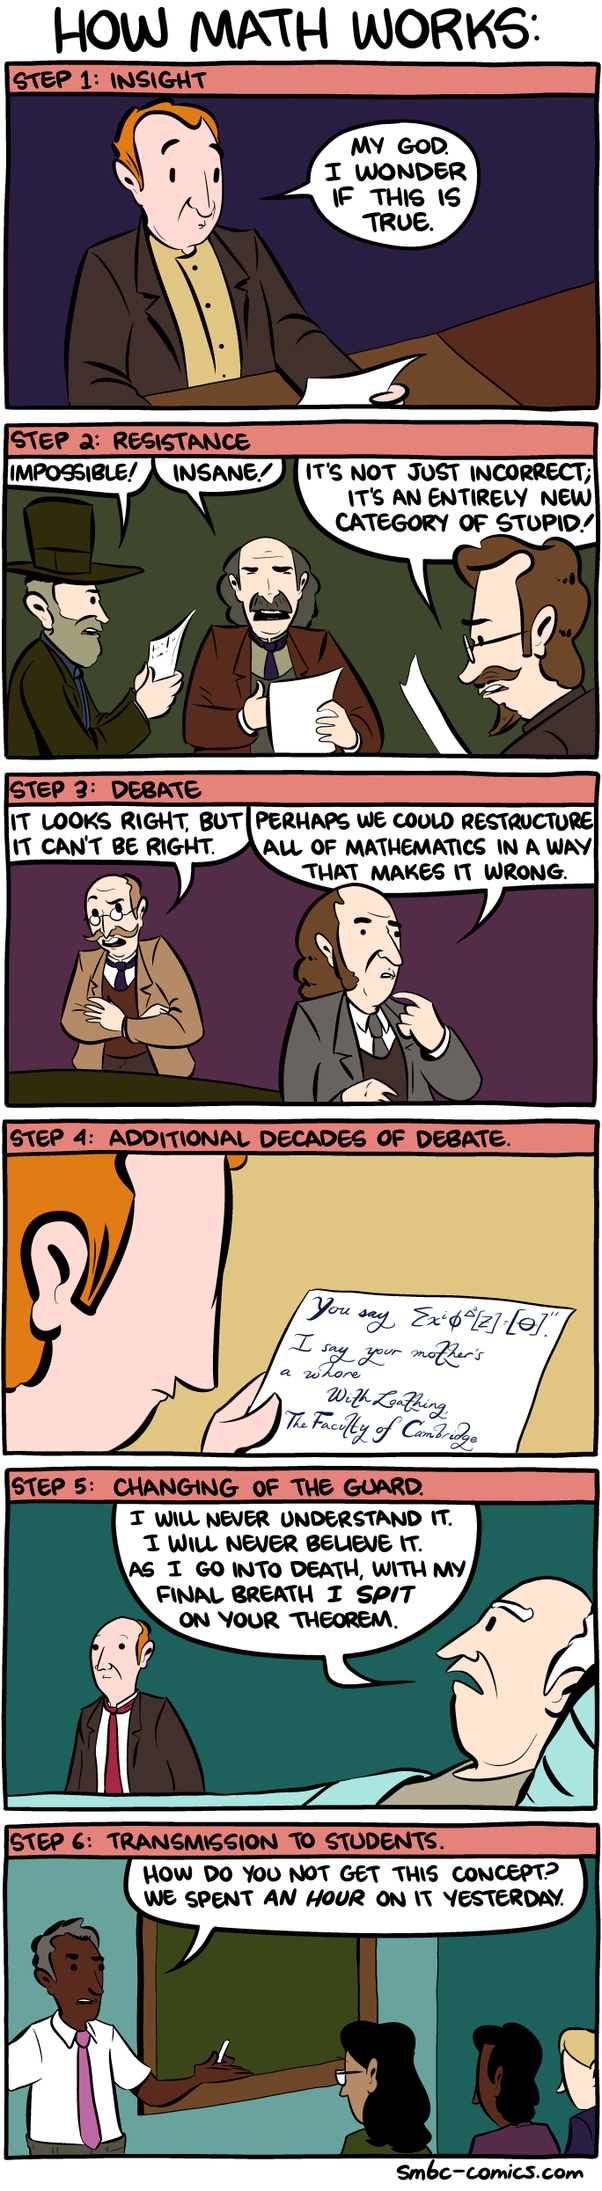 HOW MATH WORKS:
STEP 1: INSIGHT
MY GOD.
I WONDER
IF THIS IS
TRUE.
STEP 2: RESISTANCE
IMPOSSIBLE!
INSANE!
IT'S NOT JUST INCORRECT;
IT'S AN ENTIRELY NEW
CATEGORY OF STUPID!
STEP 3: DEBATE
IT LOOKS RIGHT, BUT
IT CAN'T BE RIGHT.
PERHAPS WE COULD RESTRUCTURE
ALL OF MATHEMATICS IN A WAY
THAT MAKES IT WRONG.
STEP 4: ADDITIONAL DECADES OF DEBATE.
You say
I say your mother's
a whore
With Loathing,
The Faculty of Cambridge
STEP 5: CHANGING OF THE GUARD.
I WILL NEVER UNDERSTAND IT.
I WILL NEVER BELIEVE IT.
AS I GO INTO DEATH, WITH MY
FINAL BREATH I SPIT
ON YOUR THEOREM.
STEP 6: TRANSMISSION TO STUDENTS.
HOW DO YOU NOT GET THIS CONCEPT?
WE SPENT AN HOUR ON IT YESTERDAY.
smbc-comics.com